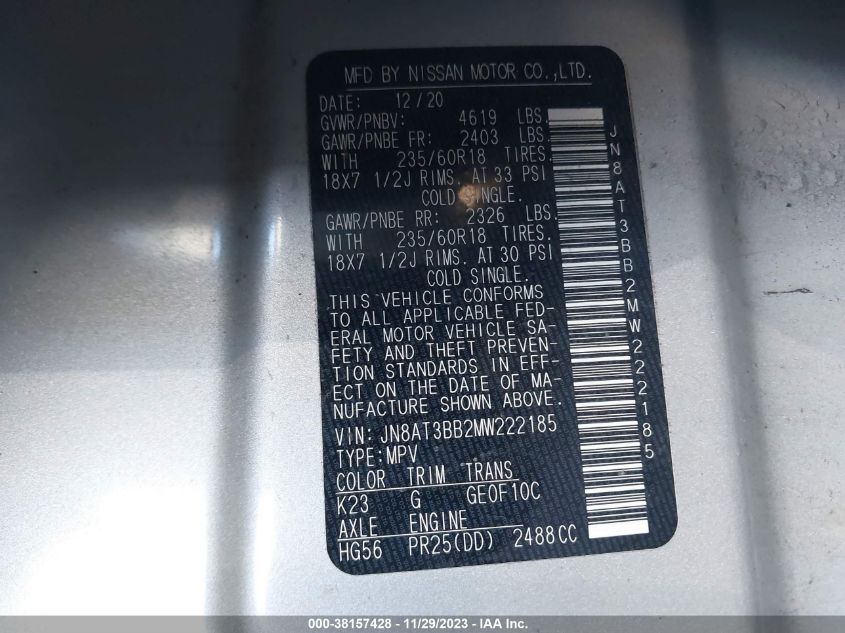 MFD BY NISSAN MOTOR CO.,LTD.
DATE: 12/20
GVWR/PNBV: 4619 LBS.
GAWR/PNBE FR: 2403 LBS.
WITH 235/60R18 TIRES.
18X7 1/2J RIMS. AT 33 PSI
COLD SINGLE.
GAWR/PNBE RR: 2326 LBS.
WITH 235/60R18 TIRES.
18X7 1/2J RIMS. AT 30 PSI
COLD SINGLE.
THIS VEHICLE CONFORMS
TO ALL APPLICABLE FED-
ERAL MOTOR VEHICLE SA-
FETY AND THEFT PREVEN-
TION STANDARDS IN EFF-
ECT ON THE DATE OF MA-
NUFACTURE SHOWN ABOVE.
VIN: JN8AT3BB2MW222185
TYPE:MPV
COLOR TRIM TRANS
K23 G GE0F10C
AXLE ENGINE
HG56 PR25(DD) 2488CC
JN8AT3BB2MW222185
000-38157428 - 11/29/2023 - IAA Inc.